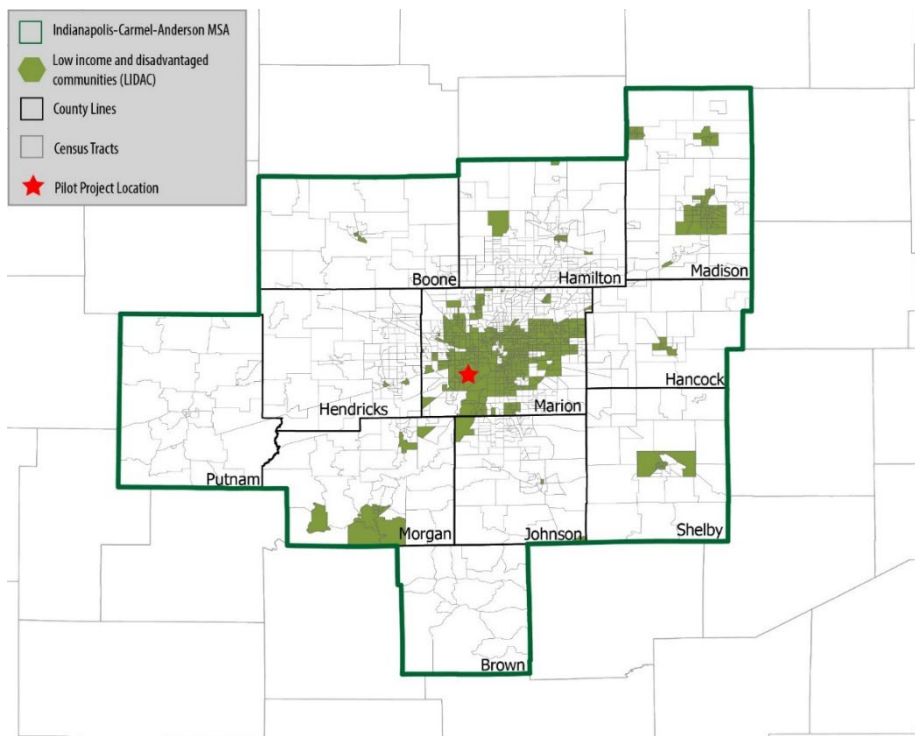 Indianapolis-Carmel-Anderson MSA
Low income and disadvantaged
communities (LIDAC)
County Lines
Census Tracts
Pilot Project Location
Boone
Hamilton
Madison
Hendricks
Marion
Hancock
Putnam
Morgan
Johnson
Shelby
Brown